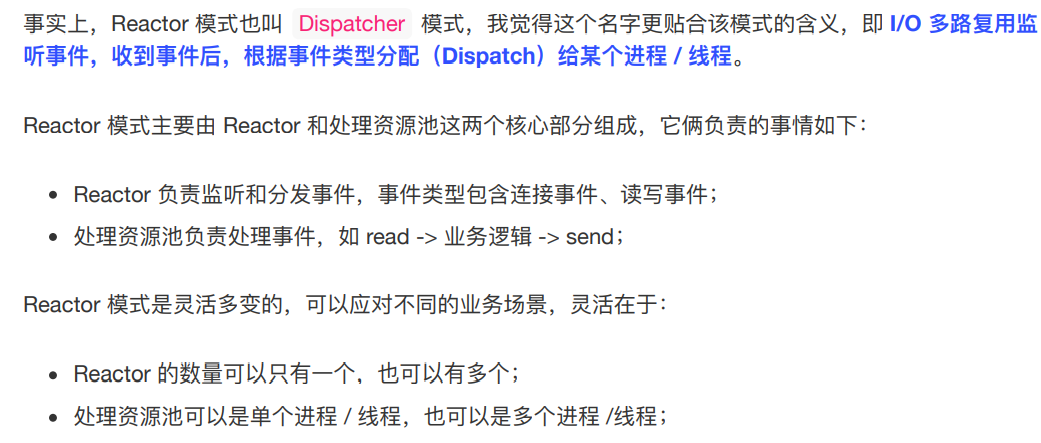 事实上，Reactor 模式也叫 Dispatcher 模式，我觉得这个名字更贴合该模式的含义，即 I/O 多路复用监
听事件，收到事件后，根据事件类型分配（Dispatch）给某个进程 / 线程。
Reactor 模式主要由 Reactor 和处理资源池这两个核心部分组成，它俩负责的事情如下：
• Reactor 负责监听和分发事件，事件类型包含连接事件、读写事件；
• 处理资源池负责处理事件，如 read -> 业务逻辑 -> send；
Reactor 模式是灵活多变的，可以应对不同的业务场景，灵活在于：
• Reactor 的数量可以只有一个，也可以有多个；
• 处理资源池可以是单个进程 / 线程，也可以是多个进程 /线程；